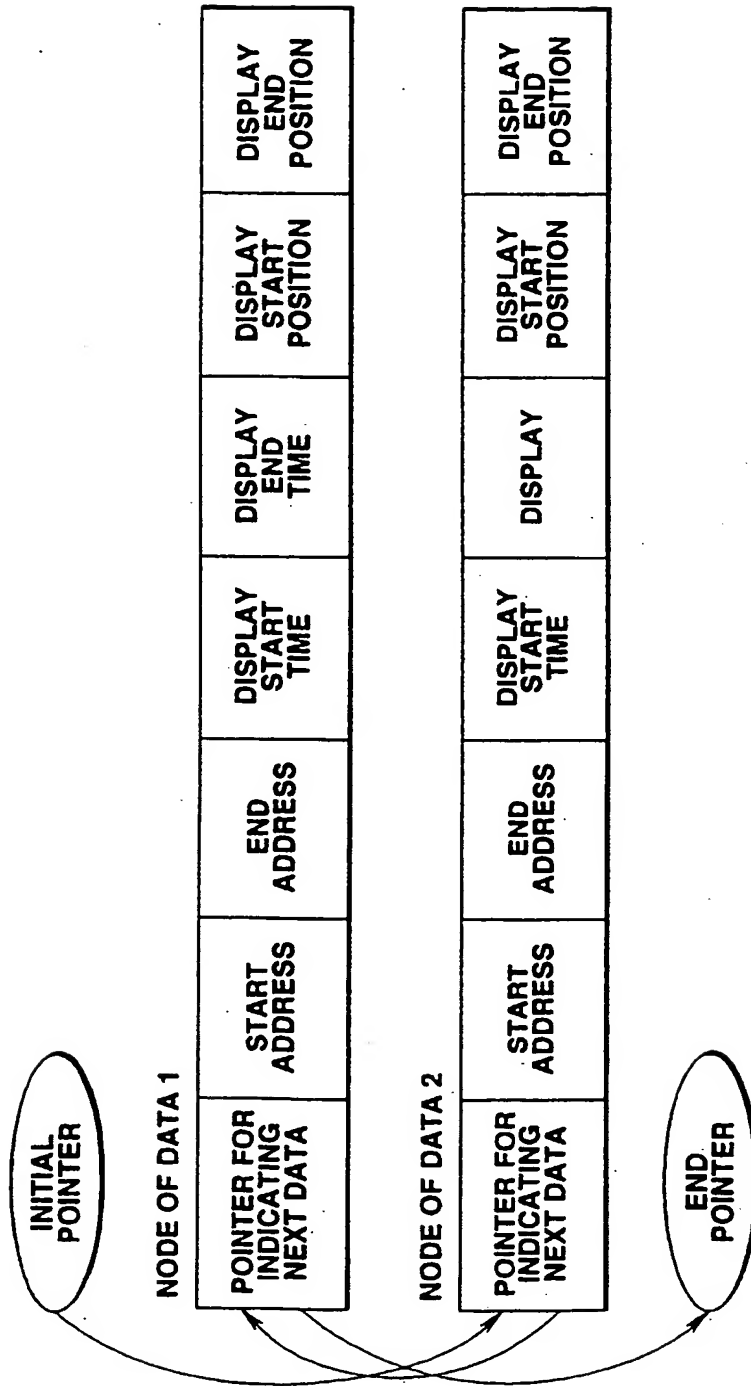 INITIAL
POINTER
NODE OF DATA 1
POINTER FOR
INDICATING
NEXT DATA
START
ADDRESS
END
ADDRESS
DISPLAY
START
TIME
DISPLAY
END
TIME
DISPLAY
START
POSITION
DISPLAY
END
POSITION
NODE OF DATA 2
POINTER FOR
INDICATING
NEXT DATA
START
ADDRESS
END
ADDRESS
DISPLAY
START
TIME
DISPLAY
DISPLAY
START
POSITION
DISPLAY
END
POSITION
END
POINTER